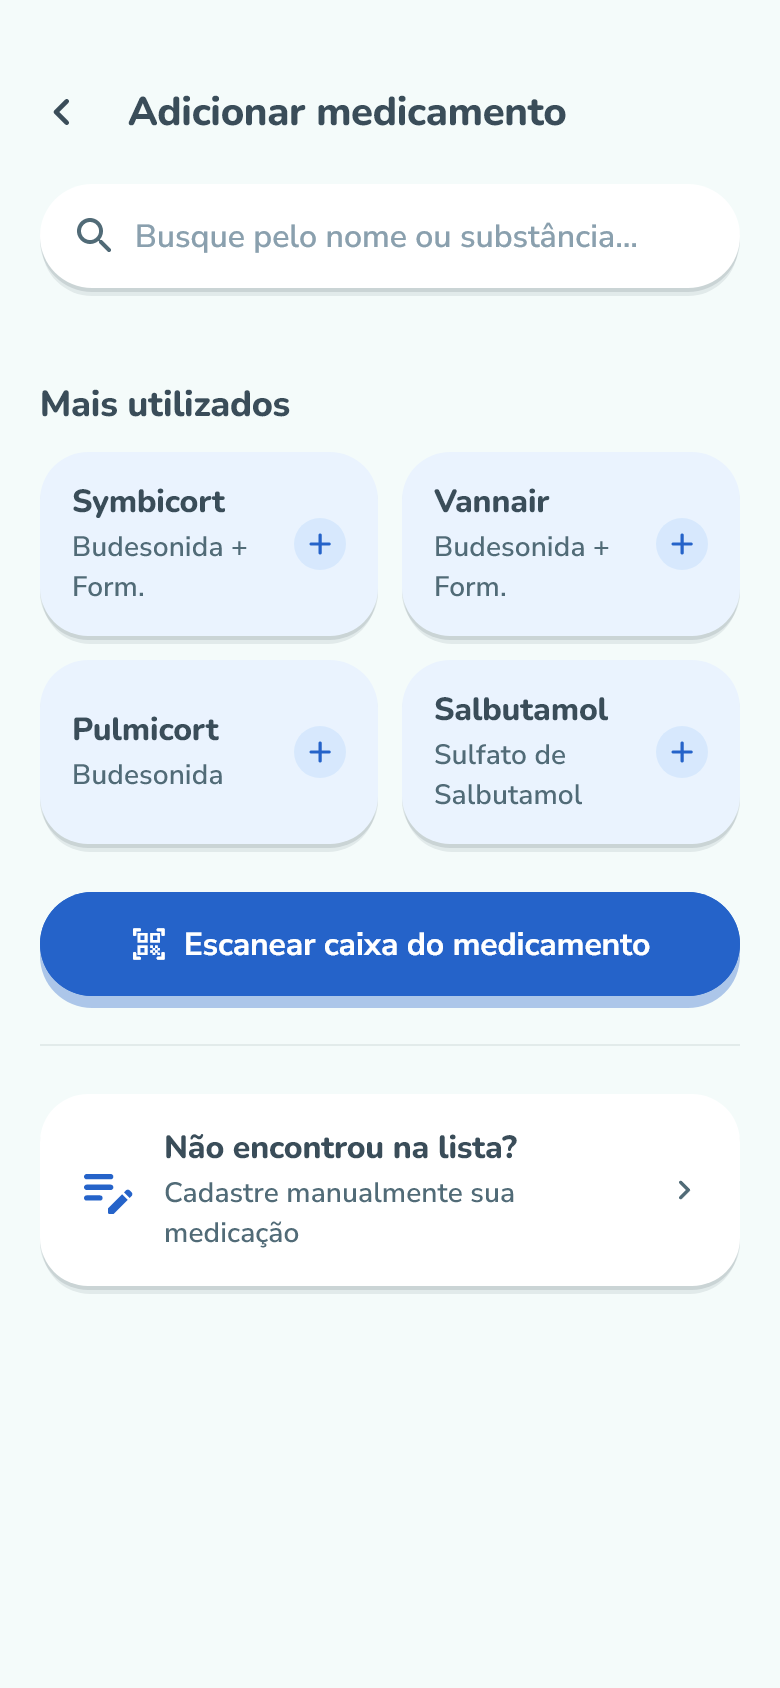 Adicionar medicamento
Busque pelo nome ou substância...
Mais utilizados
Symbicort
Budesonida +
Form.
Vannair
Budesonida +
Form.
Pulmicort
Budesonida
Salbutamol
Sulfato de
Salbutamol
Escanear caixa do medicamento
Não encontrou na lista?
Cadastre manualmente sua
medicação